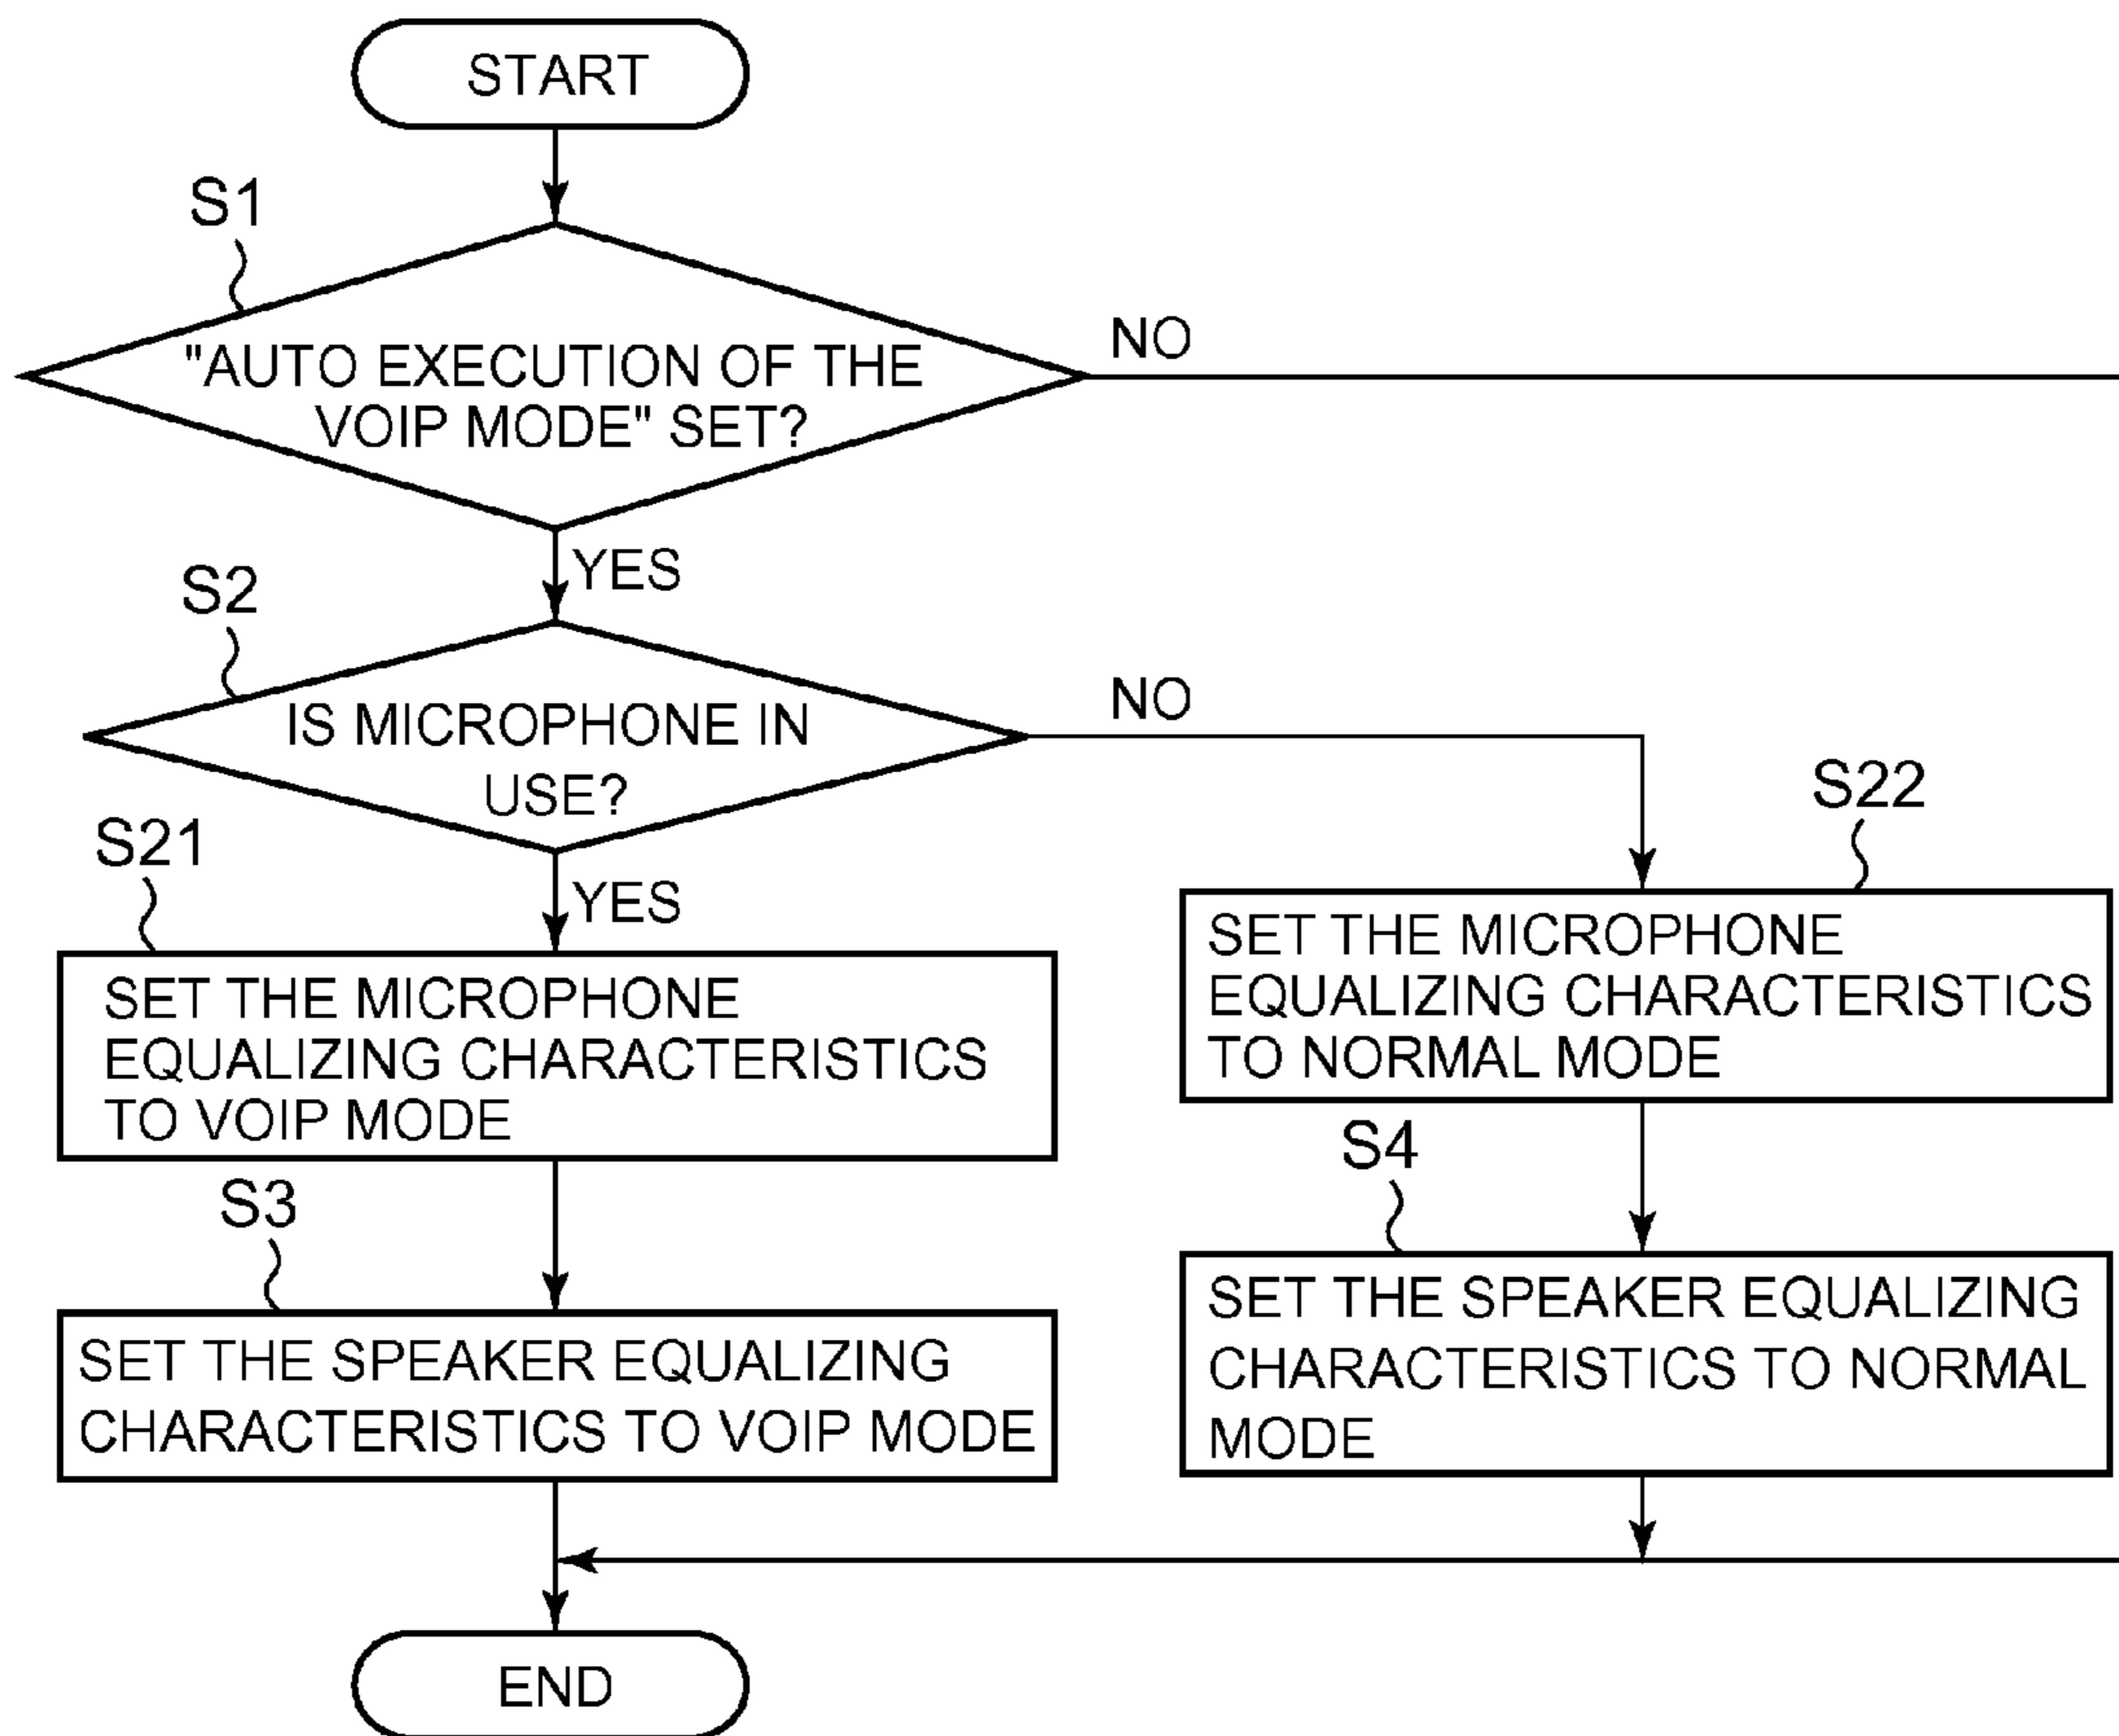 START
S1
"AUTO EXECUTION OF THE
VOIP MODE" SET?
NO
YES
S2
IS MICROPHONE IN
USE?
NO
YES
S21
SET THE MICROPHONE
EQUALIZING CHARACTERISTICS
TO VOIP MODE
S22
SET THE MICROPHONE
EQUALIZING CHARACTERISTICS
TO NORMAL MODE
S3
SET THE SPEAKER EQUALIZING
CHARACTERISTICS TO VOIP MODE
S4
SET THE SPEAKER EQUALIZING
CHARACTERISTICS TO NORMAL
MODE
END